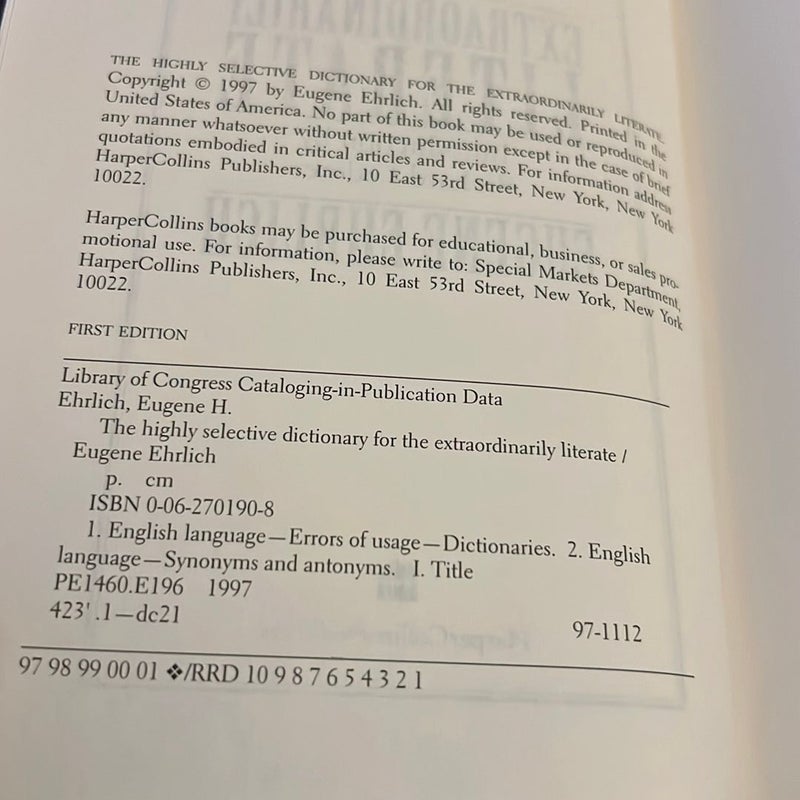 THE HIGHLY SELECTIVE DICTIONARY FOR THE EXTRAORDINARILY LITERATE.
Copyright © 1997 by Eugene Ehrlich. All rights reserved. Printed in the
United States of America. No part of this book may be used or reproduced in
any manner whatsoever without written permission except in the case of brief
quotations embodied in critical articles and reviews. For information address
HarperCollins Publishers, Inc., 10 East 53rd Street, New York, New York
10022.
HarperCollins books may be purchased for educational, business, or sales pro-
motional use. For information, please write to: Special Markets Department,
HarperCollins Publishers, Inc., 10 East 53rd Street, New York, New York
10022.
FIRST EDITION
Library of Congress Cataloging-in-Publication Data
Ehrlich, Eugene H.
The highly selective dictionary for the extraordinarily literate /
Eugene Ehrlich
p. cm
ISBN 0-06-270190-8
1. English language—Errors of usage—Dictionaries. 2. English
language—Synonyms and antonyms. I. Title
PE1460.E196 1997
423'.1—dc21
97-1112
97 98 99 00 01 ❖/RRD 10 9 8 7 6 5 4 3 2 1